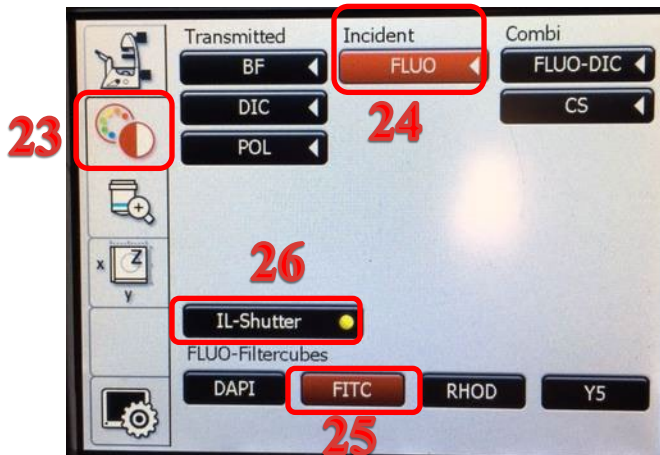 Transmitted Incident Combi
BF FLUO FLUO-DIC
23 DIC 24 CS
POL
x Z
y
26
IL-Shutter
FLUO-Filtercubes
DAPI FITC RHOD Y5
25